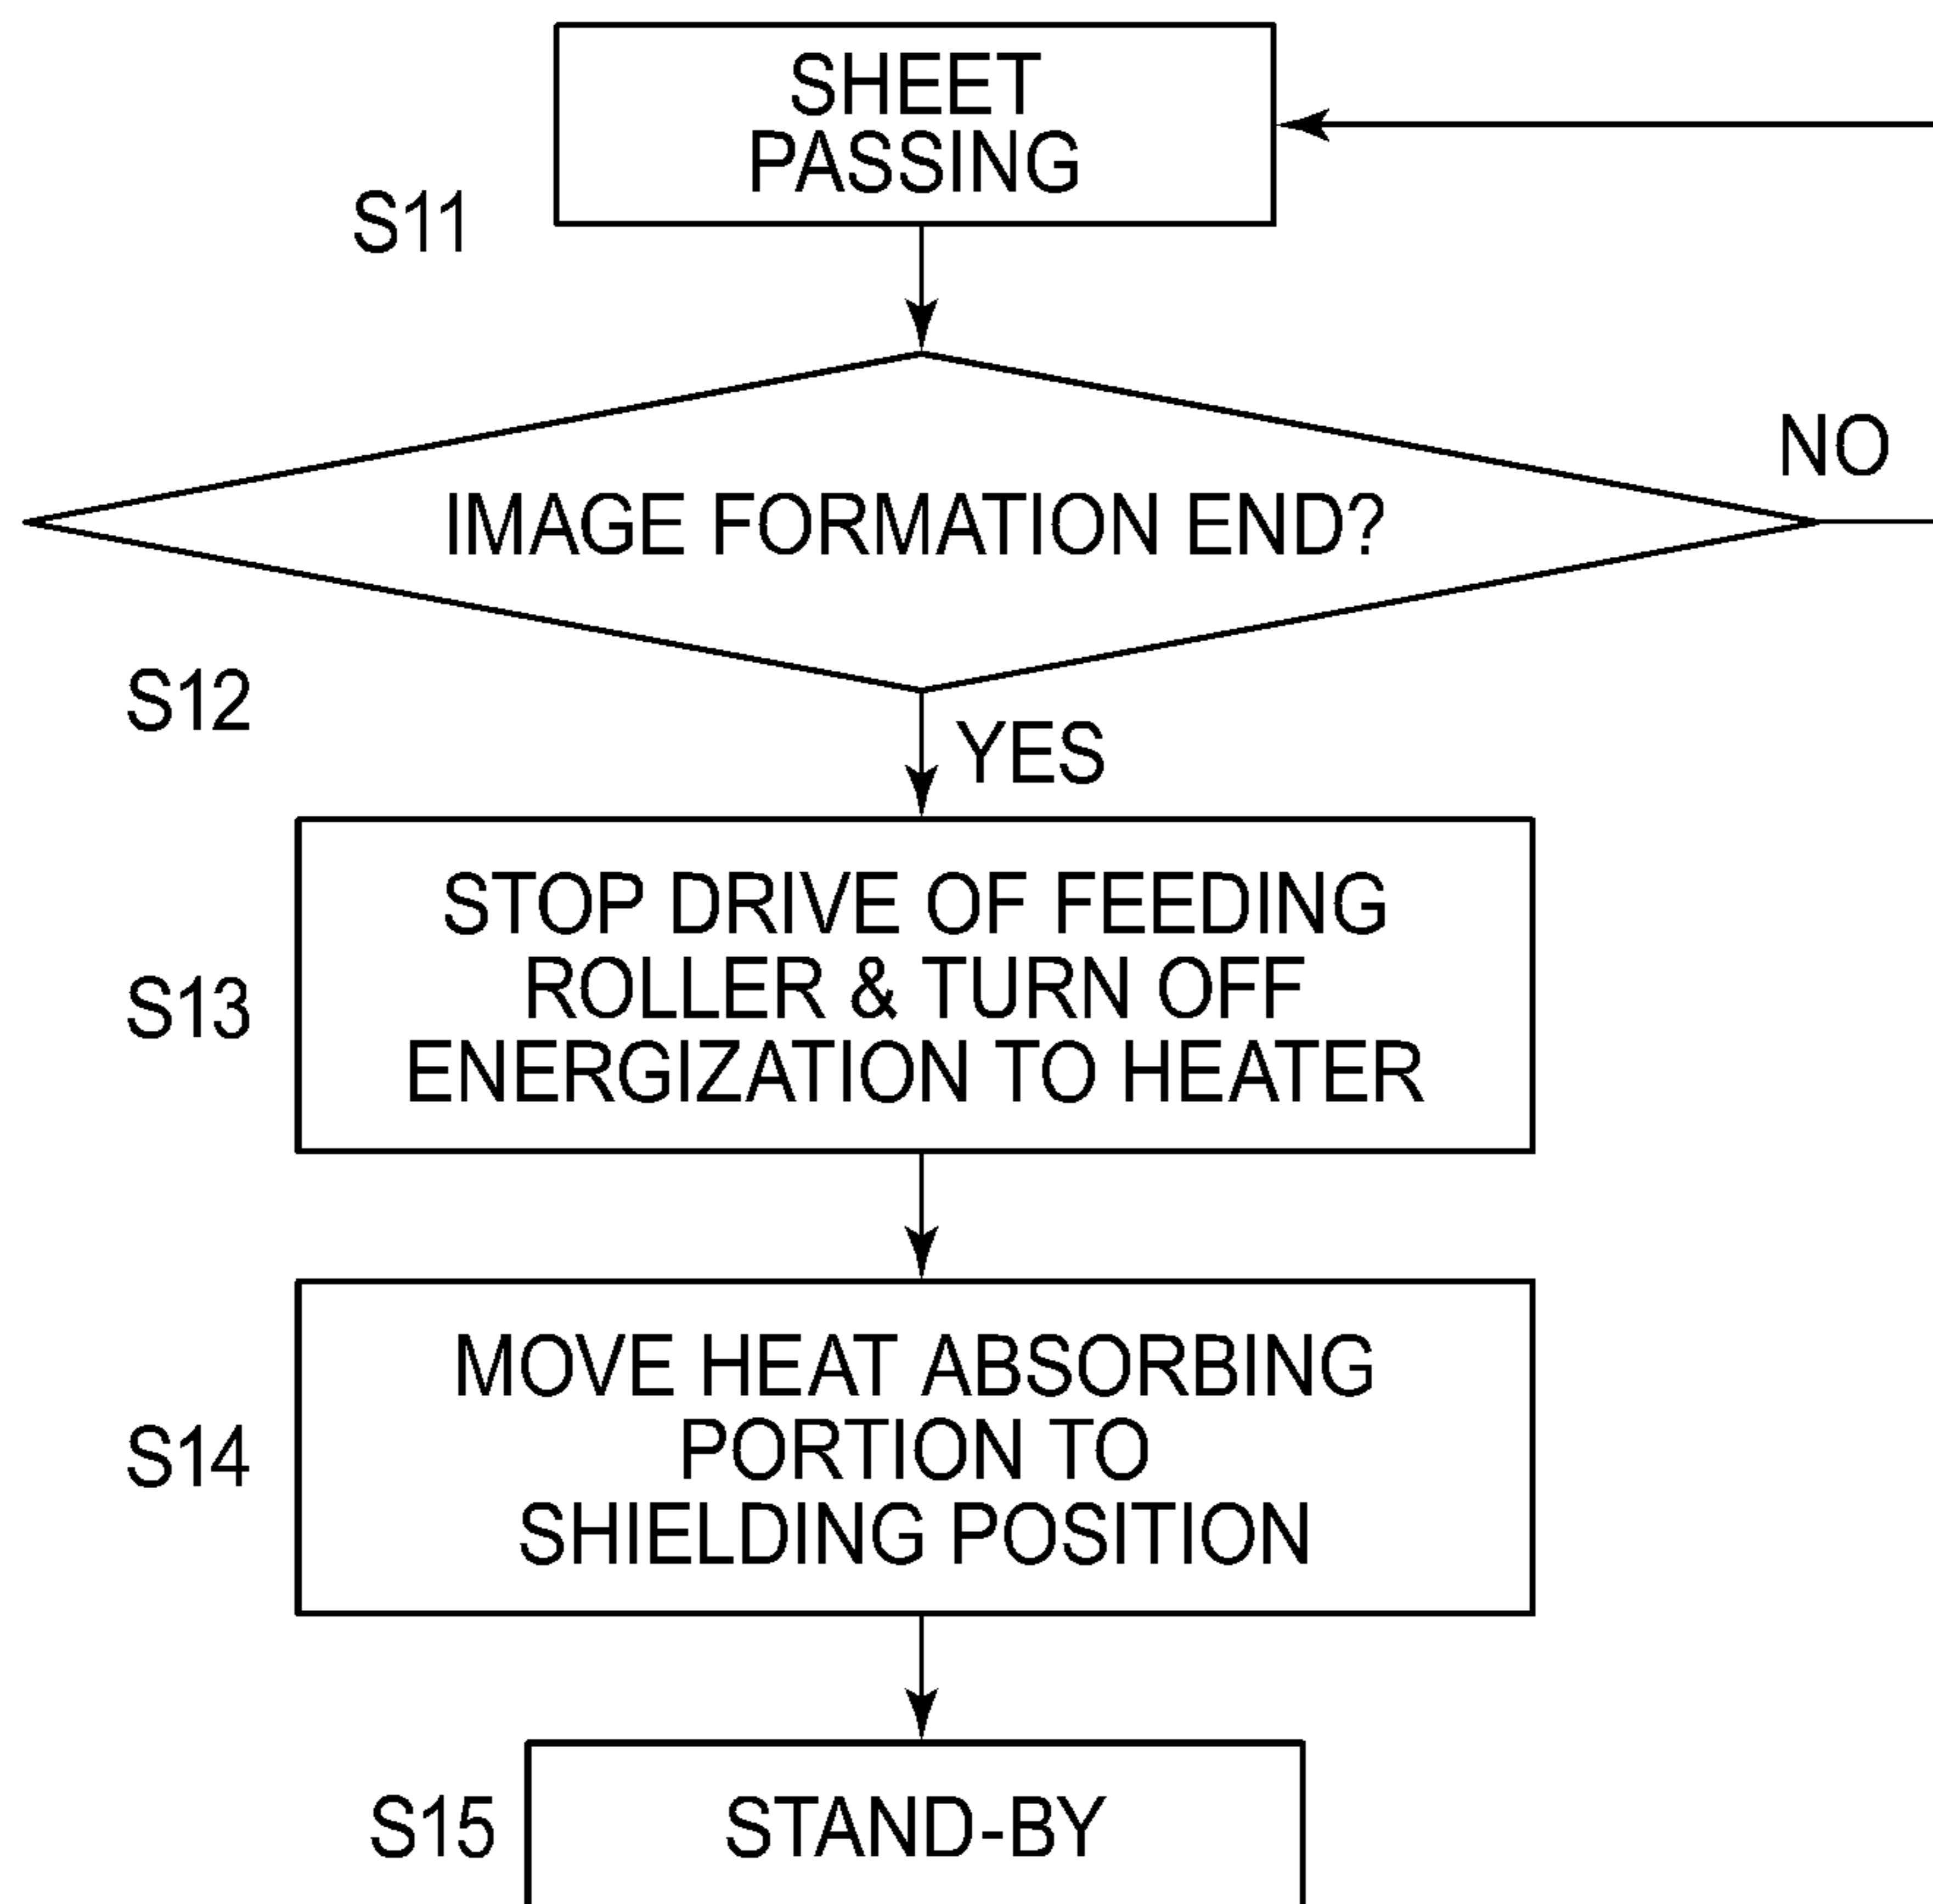 SHEET
PASSING
S11
NO
IMAGE FORMATION END?
S12
YES
STOP DRIVE OF FEEDING
ROLLER & TURN OFF
ENERGIZATION TO HEATER
S13
MOVE HEAT ABSORBING
PORTION TO
SHIELDING POSITION
S14
S15
STAND-BY